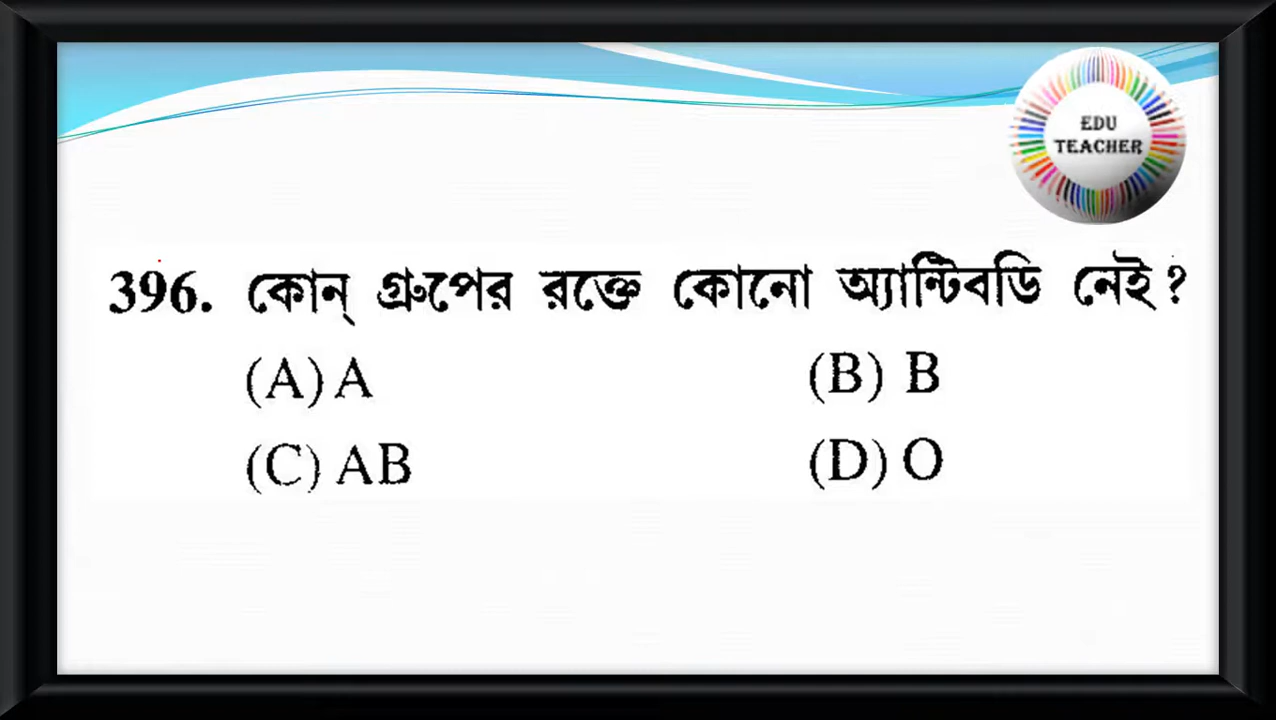 EDU
TEACHER
396. কোন্ গ্রুপের রক্তে কোনো অ্যান্টিবডি নেই?
(A) A (B) B
(C) AB (D) O